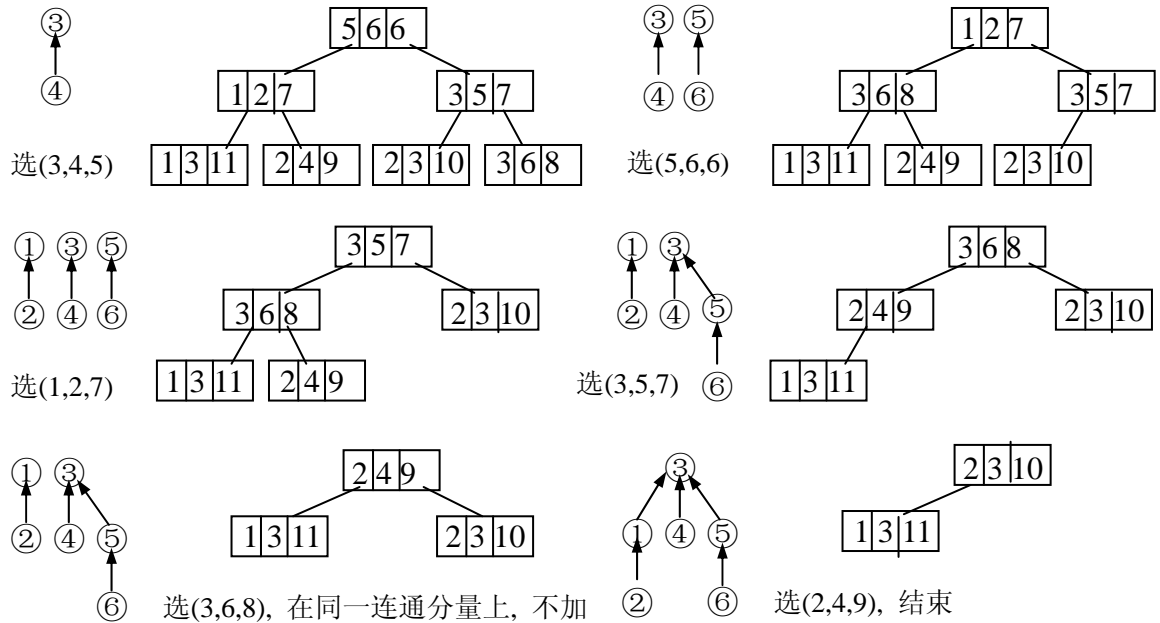 ③ 5 6 6 ③ ⑤ 1 2 7
④ 1 2 7 3 5 7 ④ ⑥ 3 6 8 3 5 7
选(3,4,5) 1 3 11 2 4 9 2 3 10 3 6 8 选(5,6,6) 1 3 11 2 4 9 2 3 10
① ③ ⑤ 3 5 7 ① ③ 3 6 8
② ④ ⑥ 3 6 8 2 3 10 ② ④ ⑤ 2 4 9 2 3 10
选(1,2,7) 1 3 11 2 4 9 选(3,5,7) ⑥ 1 3 11
① ③ 2 4 9 ③ 2 3 10
② ④ ⑤ 1 3 11 2 3 10 ① ④ ⑤ 1 3 11
⑥ 选(3,6,8), 在同一连通分量上, 不加 ② ⑥ 选(2,4,9), 结束